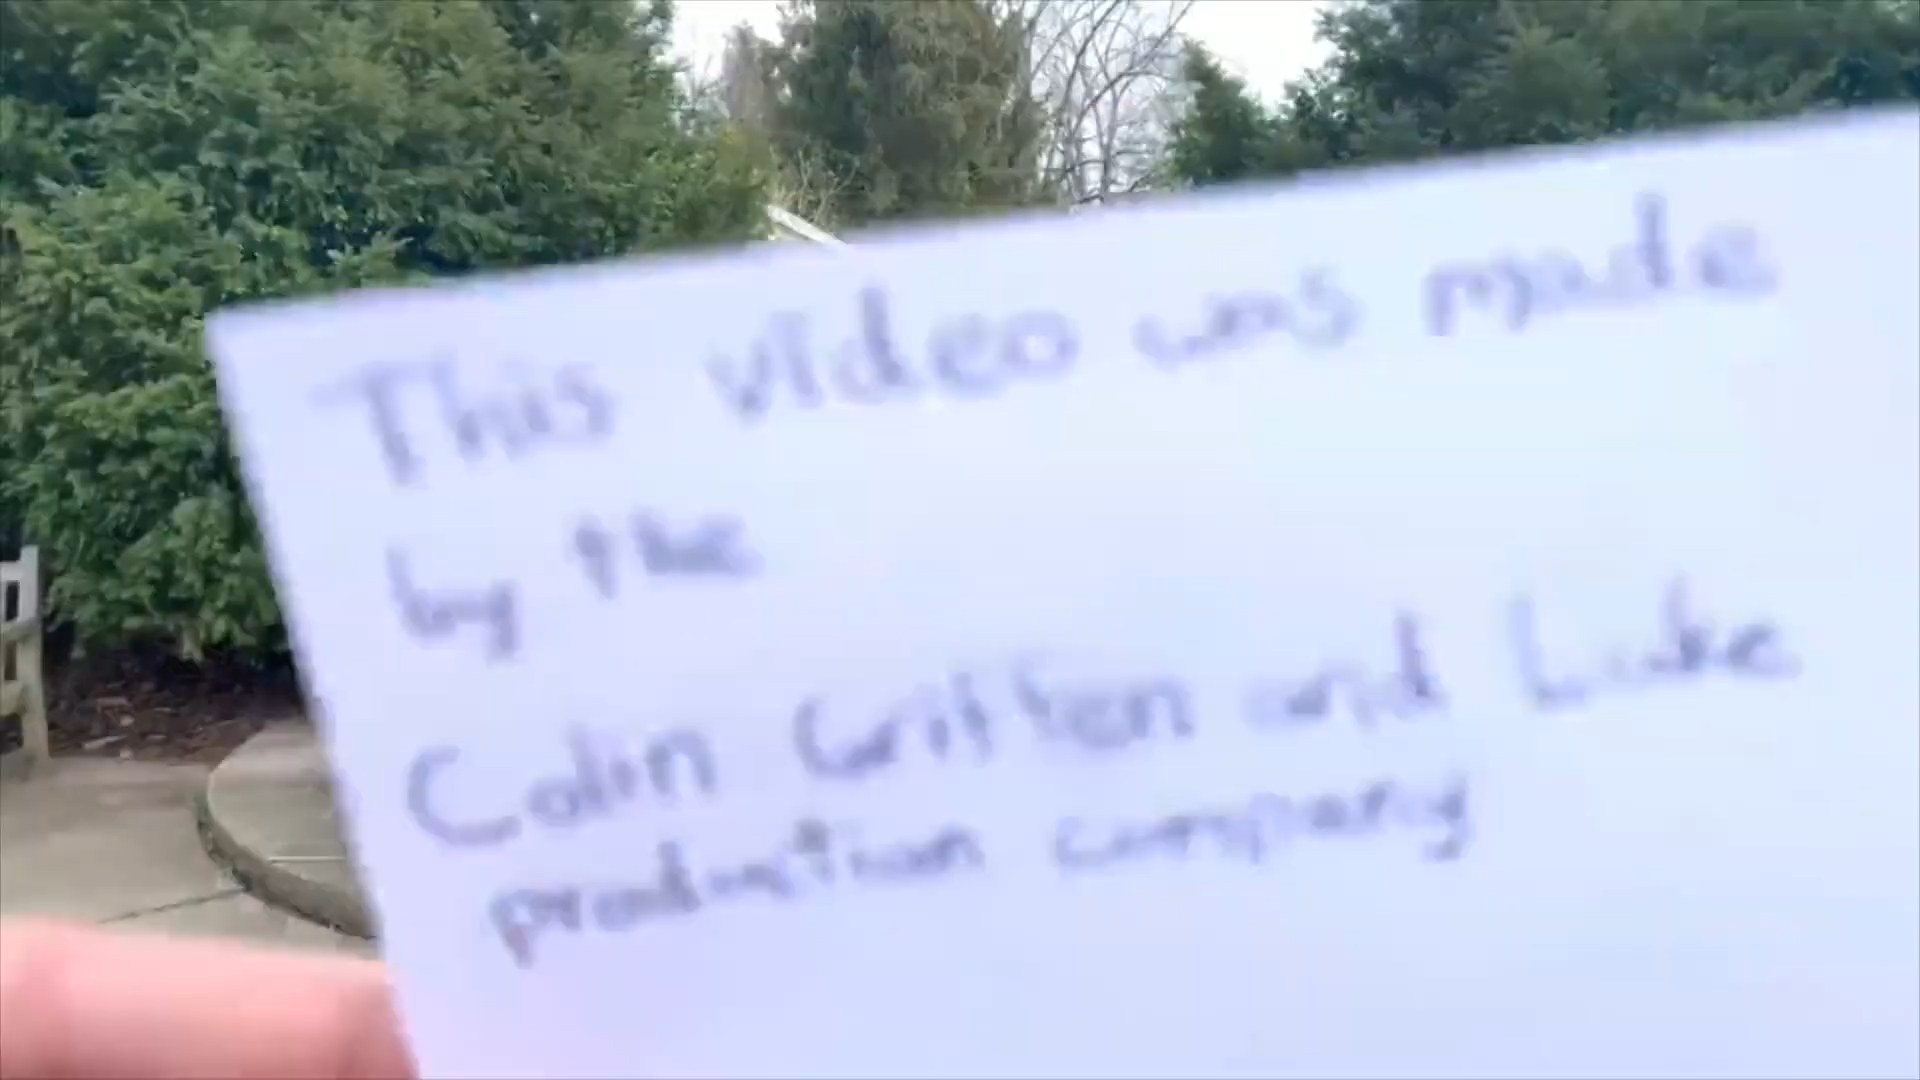 This video was made
by the
Colin Griffen and Luke
production company